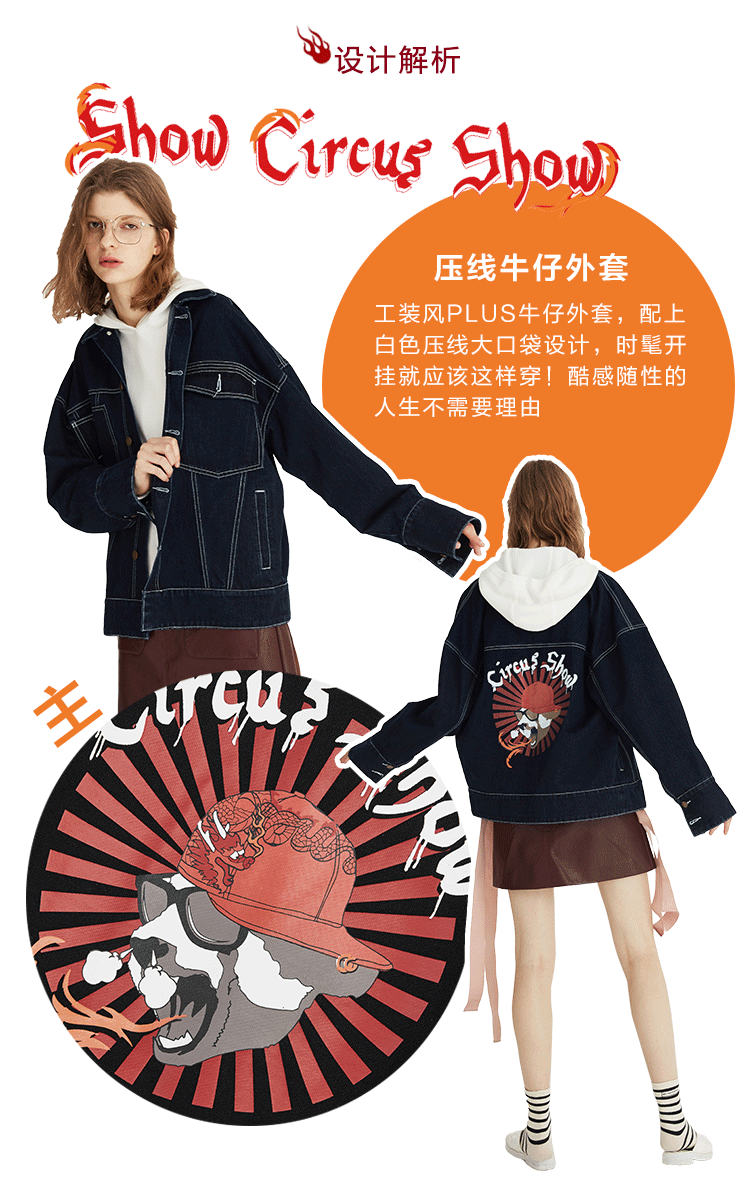 设计解析
Show Circus Show
压线牛仔外套
工装风PLUS牛仔外套，配上
白色压线大口袋设计，时髦开
挂就应该这样穿！酷感随性的
人生不需要理由
Circus Show
主
Circus Show